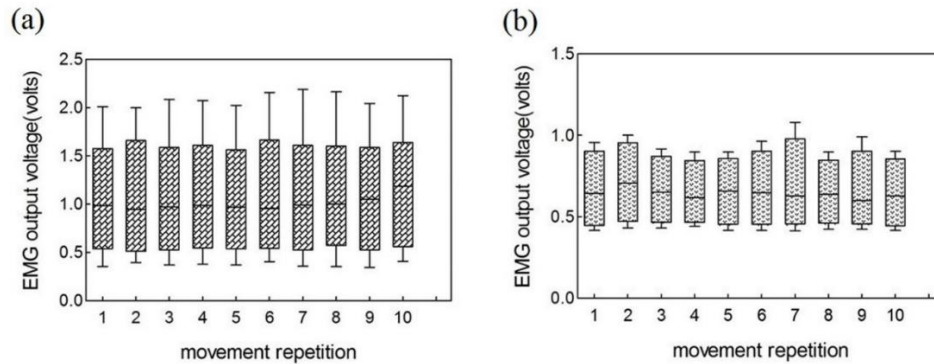 (a)
EMG output voltage(volts)
2.5
2.0
1.5
1.0
0.5
0.0
1 2 3 4 5 6 7 8 9 10
movement repetition
(b)
EMG output voltage(volts)
1.5
1.0
0.5
0.0
1 2 3 4 5 6 7 8 9 10
movement repetition